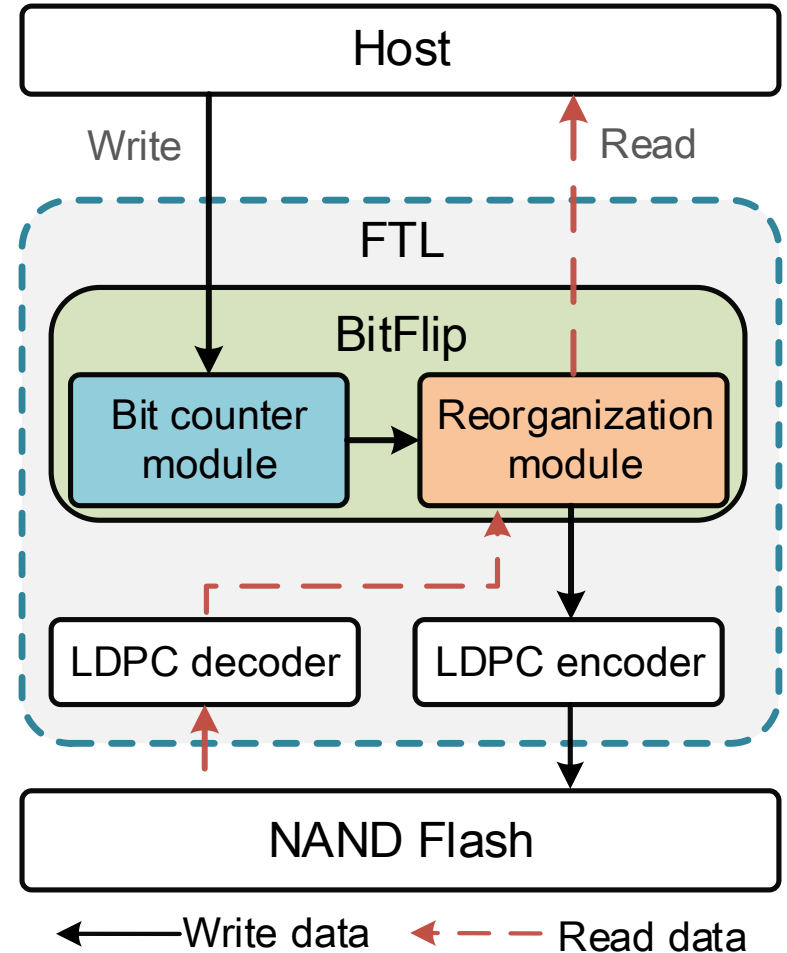 Host
Write
Read
FTL
BitFlip
Bit counter
module
Reorganization
module
LDPC decoder
LDPC encoder
NAND Flash
Write data
Read data